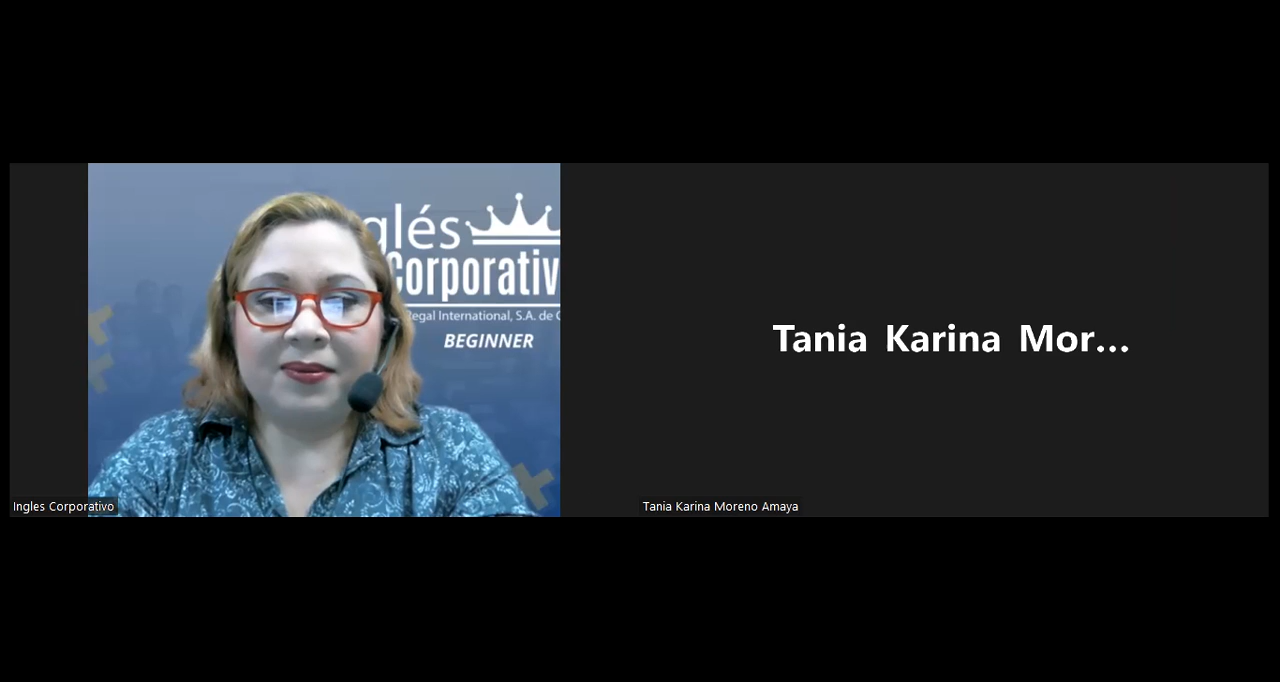 glés
Corporativ
Regal International, S.A. de C
BEGINNER
Tania Karina Mor...
Ingles Corporativo
Tania Karina Moreno Amaya